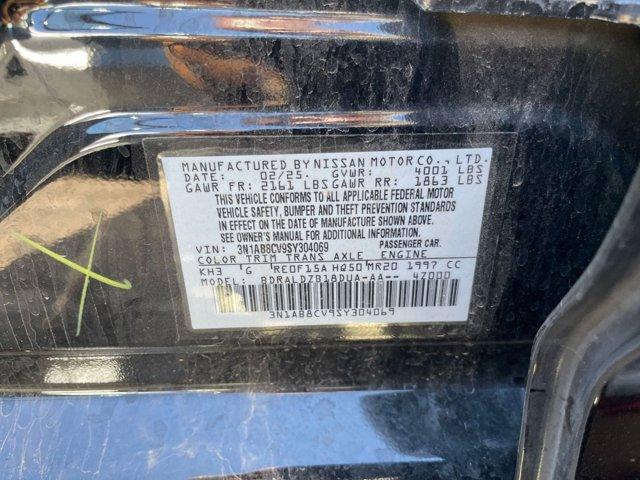 MANUFACTURED BY NISSAN MOTOR CO., LTD.
DATE: 02/25. GVWR: 4001 LBS
GAWR FR: 2161 LBS GAWR RR: 1863 LBS
THIS VEHICLE CONFORMS TO ALL APPLICABLE FEDERAL MOTOR
VEHICLE SAFETY, BUMPER AND THEFT PREVENTION STANDARDS
IN EFFECT ON THE DATE OF MANUFACTURE SHOWN ABOVE.
SEE OWNER'S MANUAL FOR ADDITIONAL INFORMATION.
VIN: 3N1AB8CV9SY304069 PASSENGER CAR.
COLOR TRIM TRANS AXLE ENGINE
KH3 G RE0F15A HQ50 MR20 1997 CC
MODEL: BDRALDZB18DUA-AA-- 47000
3N1AB8CV9SY304069